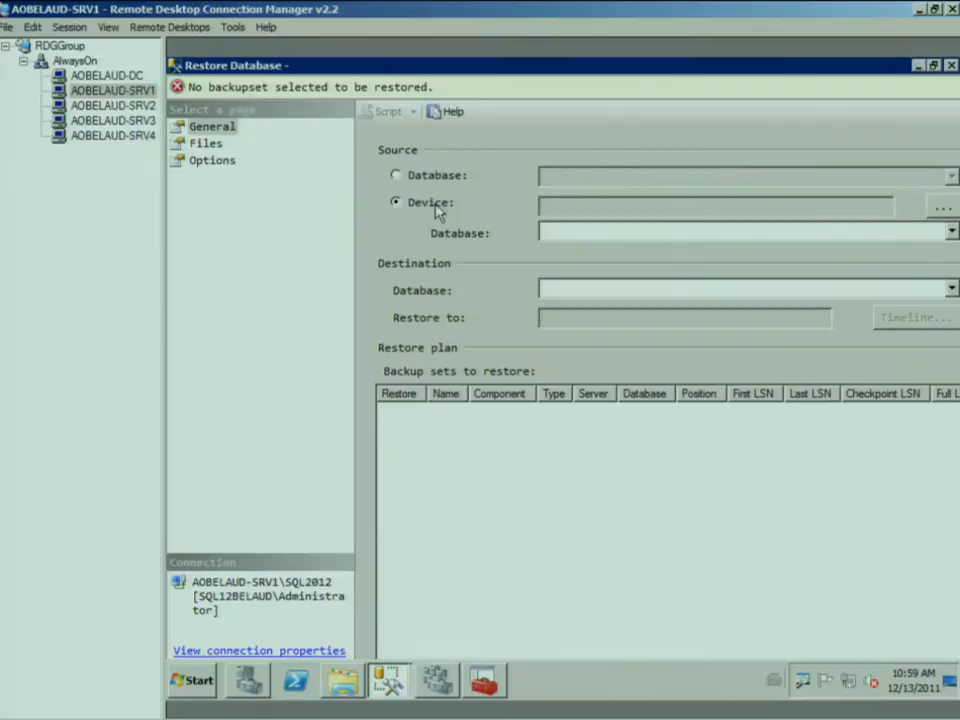 AOBELAUD-SRV1 - Remote Desktop Connection Manager v2.2
File Edit Session View Remote Desktops Tools Help
RDGGroup
AlwaysOn
AOBELAUD-DC
AOBELAUD-SRV1
AOBELAUD-SRV2
AOBELAUD-SRV3
AOBELAUD-SRV4
Restore Database -
No backupset selected to be restored.
Select a page
General
Files
Options
Script
Help
Source
Database:
Device:
...
Database:
Destination
Database:
Restore to:
Timeline...
Restore plan
Backup sets to restore:
Restore Name Component Type Server Database Position First LSN Last LSN Checkpoint LSN Full L
Connection
AOBELAUD-SRV1\SQL2012
[SQL12BELAUD\Administra
tor]
View connection properties
Start
10:59 AM
12/13/2011